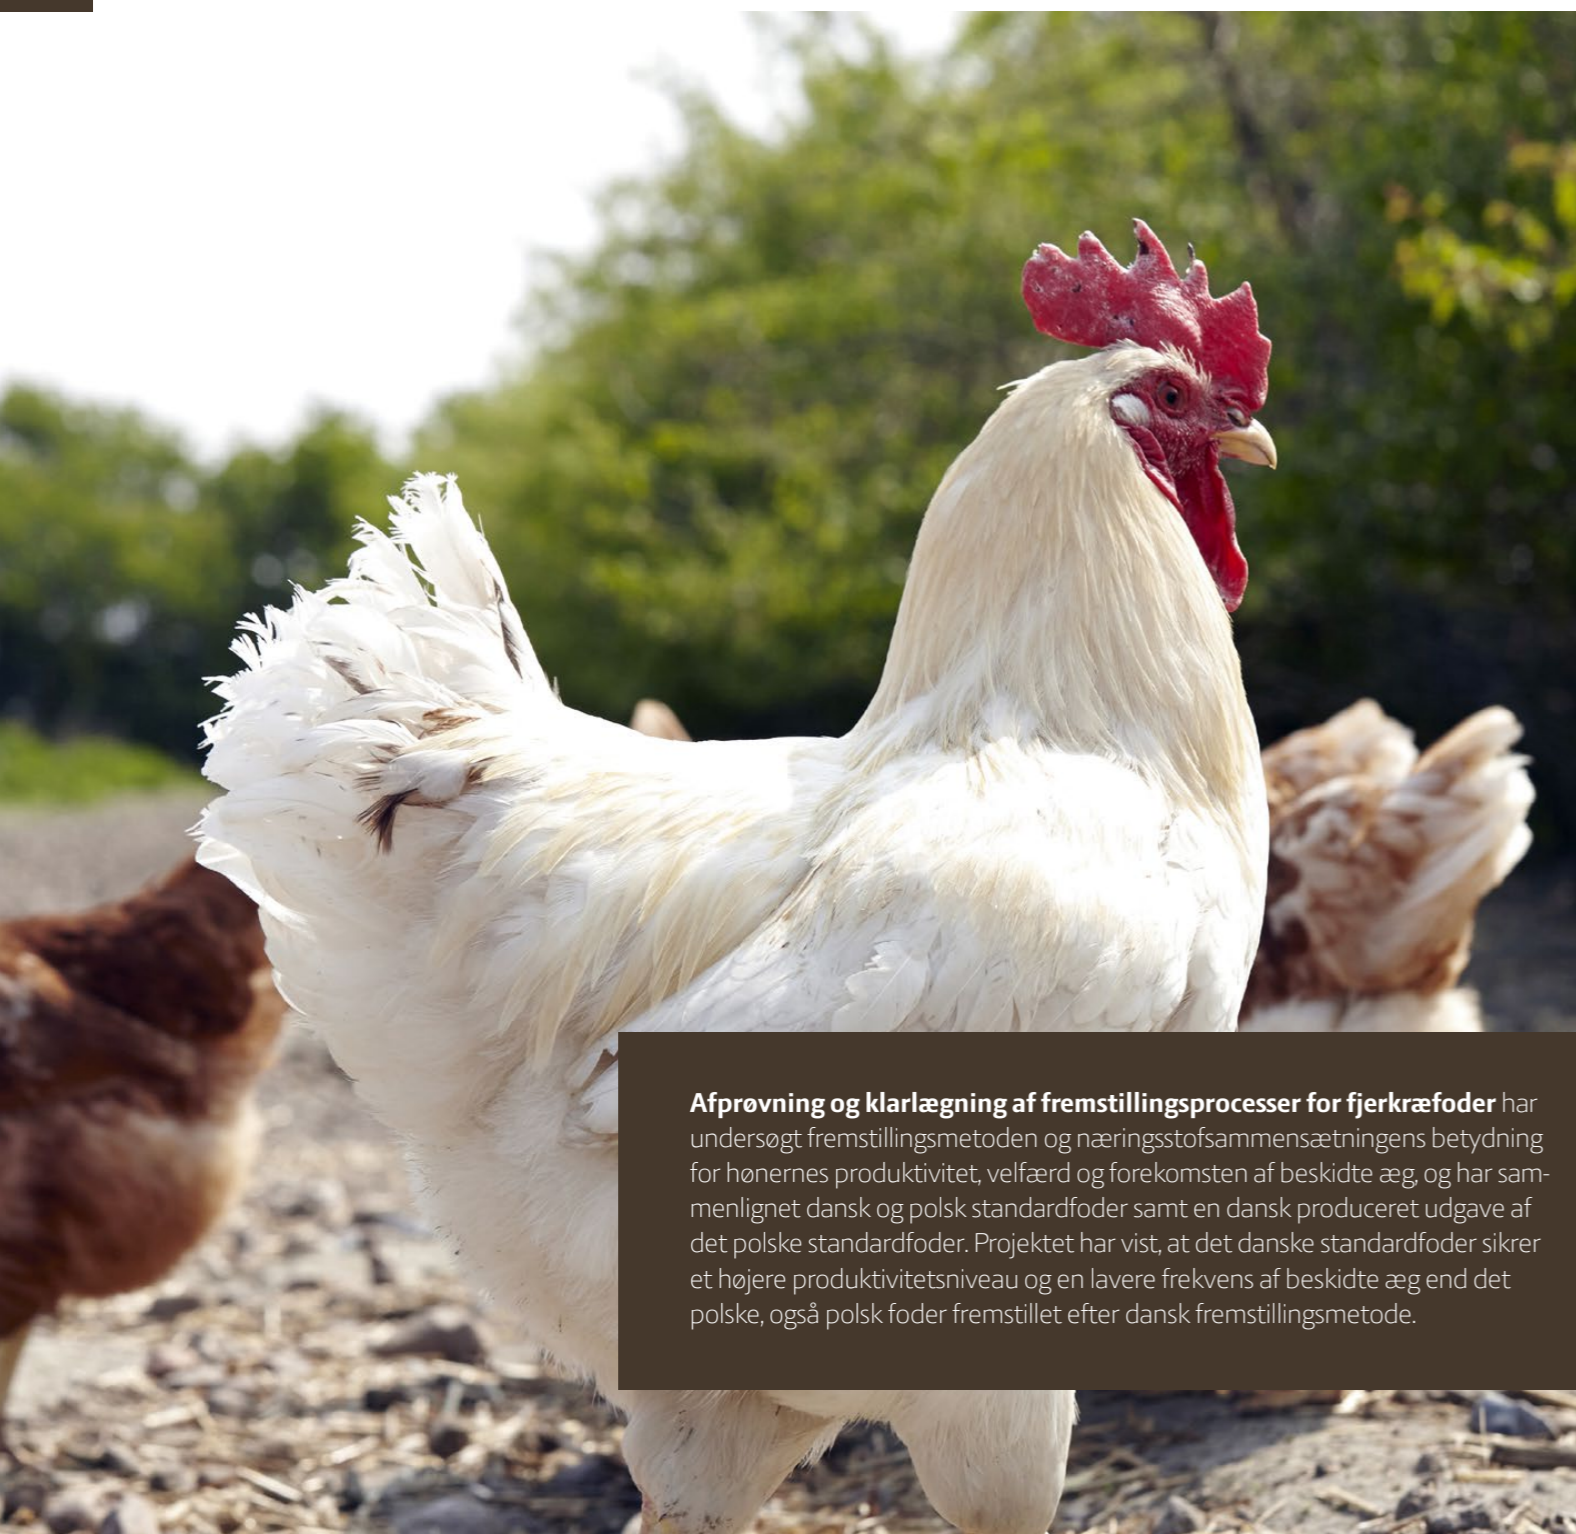 Afprøvning og klarlægning af fremstillingsprocesser for fjerkræfoder har
undersøgt fremstillingsmetoden og næringsstofsammensætningens betydning
for hønernes produktivitet, velfærd og forekomsten af beskidte æg, og har sam-
menlignet dansk og polsk standardfoder samt en dansk produceret udgave af
det polske standardfoder. Projektet har vist, at det danske standardfoder sikrer
et højere produktivitetsniveau og en lavere frekvens af beskidte æg end det
polske, også polsk foder fremstillet efter dansk fremstillingsmetode.